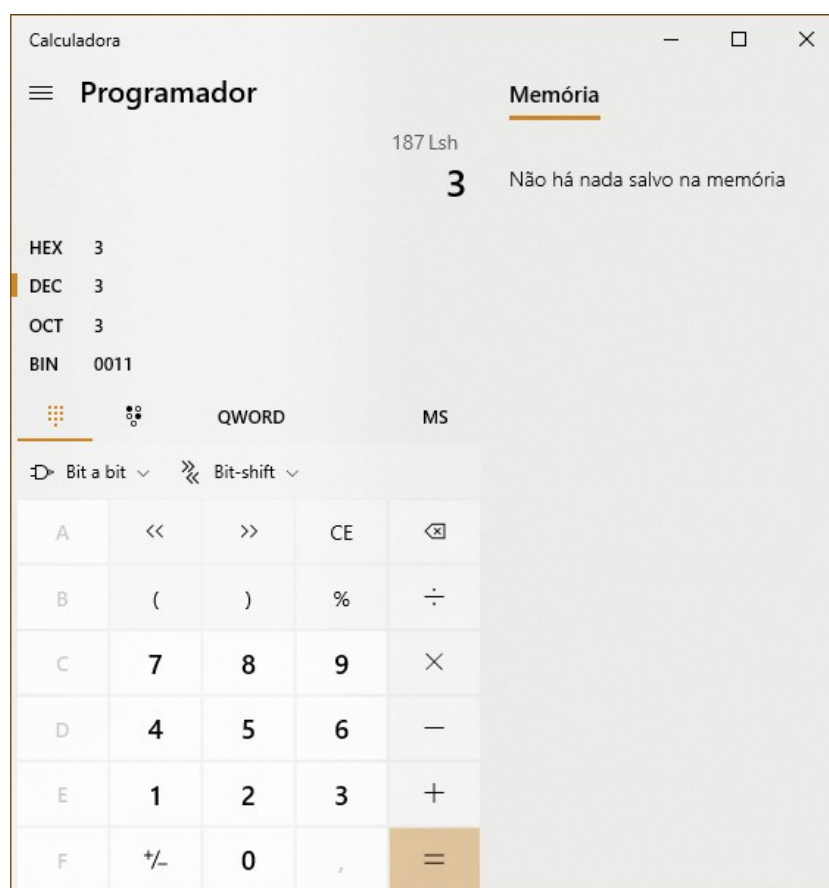 Calculadora
Programador
Memória
187 Lsh
3
Não há nada salvo na memória
HEX 3
DEC 3
OCT 3
BIN 0011
QWORD MS
Bit a bit Bit-shift
A << >> CE
B ( ) % ÷
C 7 8 9 ×
D 4 5 6 −
E 1 2 3 +
F +/− 0 , =